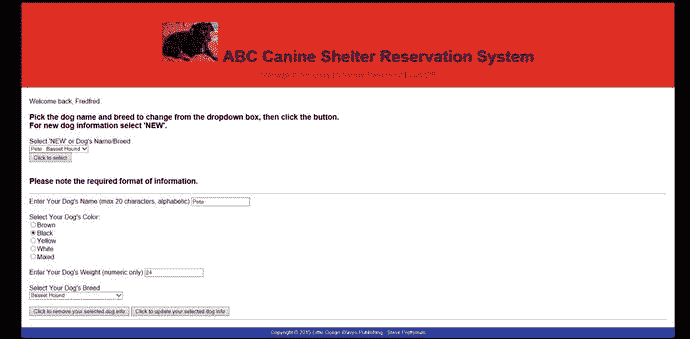 ABC Canine Shelter Reservation System
Welcome back, Fredfred
Pick the dog name and breed to change from the dropdown box, then click the button.
For new dog information select 'NEW'.
Select 'NEW' or Dog's Name/Breed
Pete Basset Hound
Click to select
Please note the required format of information.
Enter Your Dog's Name (max 20 characters, alphabetic) Pete
Select Your Dog's Color:
Brown
Black
Yellow
White
Mixed
Enter Your Dog's Weight (numeric only) 24
Select Your Dog's Breed
Basset Hound
Click to remove your selected dog info Click to update your selected dog info
Copyright © 2015 Little Publishing - Steve Prettyman